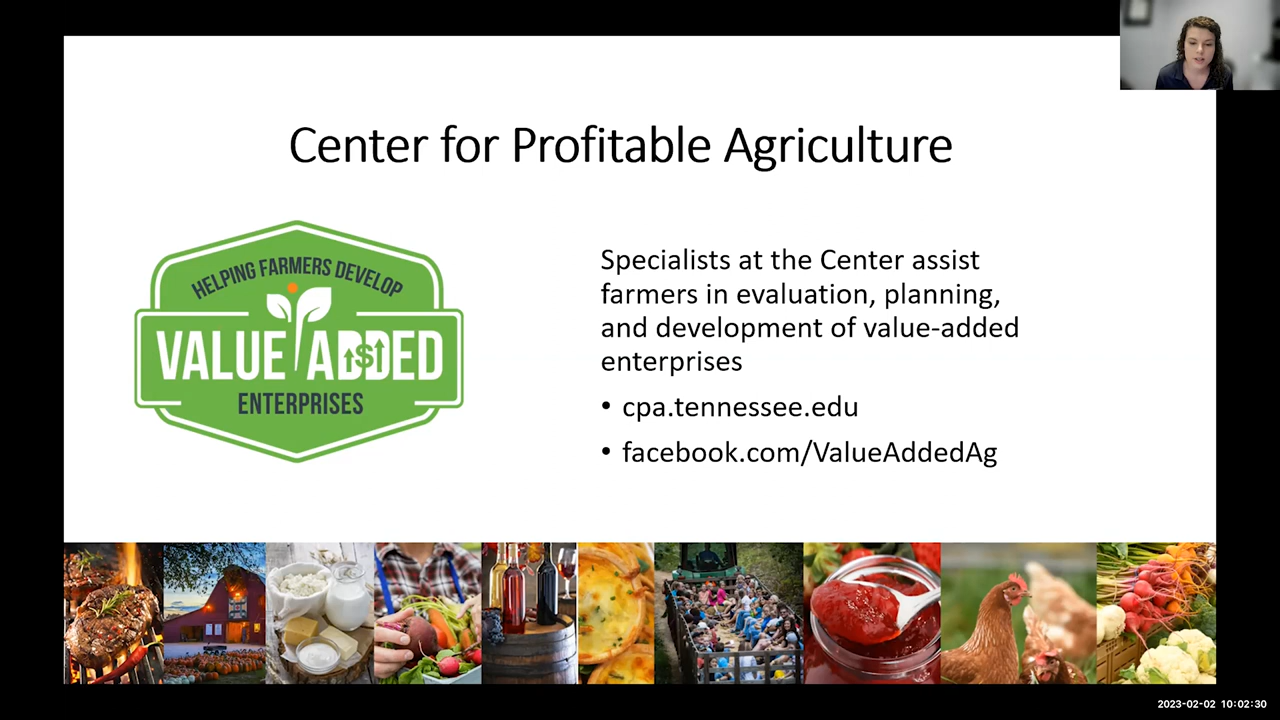 Center for Profitable Agriculture
HELPING FARMERS DEVELOP
VALUE ADDED
ENTERPRISES
Specialists at the Center assist
farmers in evaluation, planning,
and development of value-added
enterprises
• cpa.tennessee.edu
• facebook.com/ValueAddedAg
2023-02-02 10:02:30